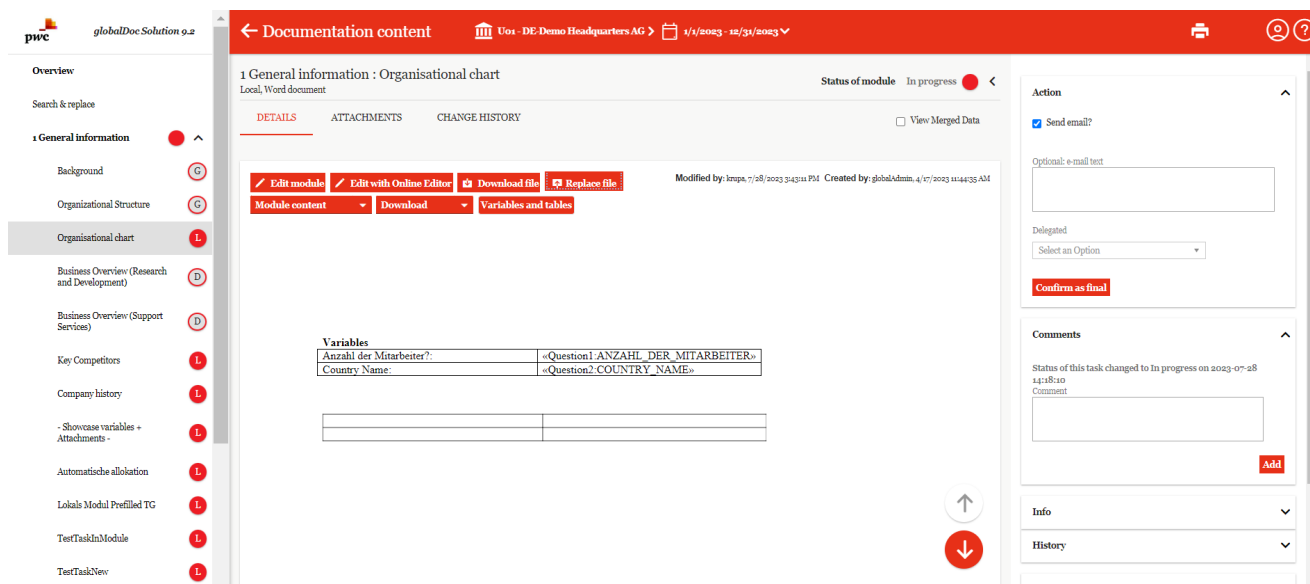 pwc
globalDoc Solution 9.2
Overview
Search & replace
1 General information
Background
G
Organizational Structure
G
Organisational chart
L
Business Overview (Research
and Development)
D
Business Overview (Support
Services)
D
Key Competitors
L
Company history
L
- Showcase variables +
Attachments -
L
Automatische allokation
L
Lokals Modul Prefilled TG
L
TestTaskInModule
L
TestTaskNew
L
Documentation content
U01 - DE-Demo Headquarters AG
1/1/2023 - 12/31/2023
1 General information : Organisational chart
Local, Word document
Status of module In progress
DETAILS ATTACHMENTS CHANGE HISTORY
View Merged Data
Edit module Edit with Online Editor Download file Replace file
Modified by: krupa, 7/28/2023 3:43:11 PM Created by: globalAdmin, 4/17/2023 11:44:35 AM
Module content Download Variables and tables
Variables
Anzahl der Mitarbeiter?: «Question1:ANZAHL_DER_MITARBEITER»
Country Name: «Question2:COUNTRY_NAME»
Action
Send email?
Optional: e-mail text
Delegated
Select an Option
Confirm as final
Comments
Status of this task changed to In progress on 2023-07-28
14:18:10
Comment
Add
Info
History